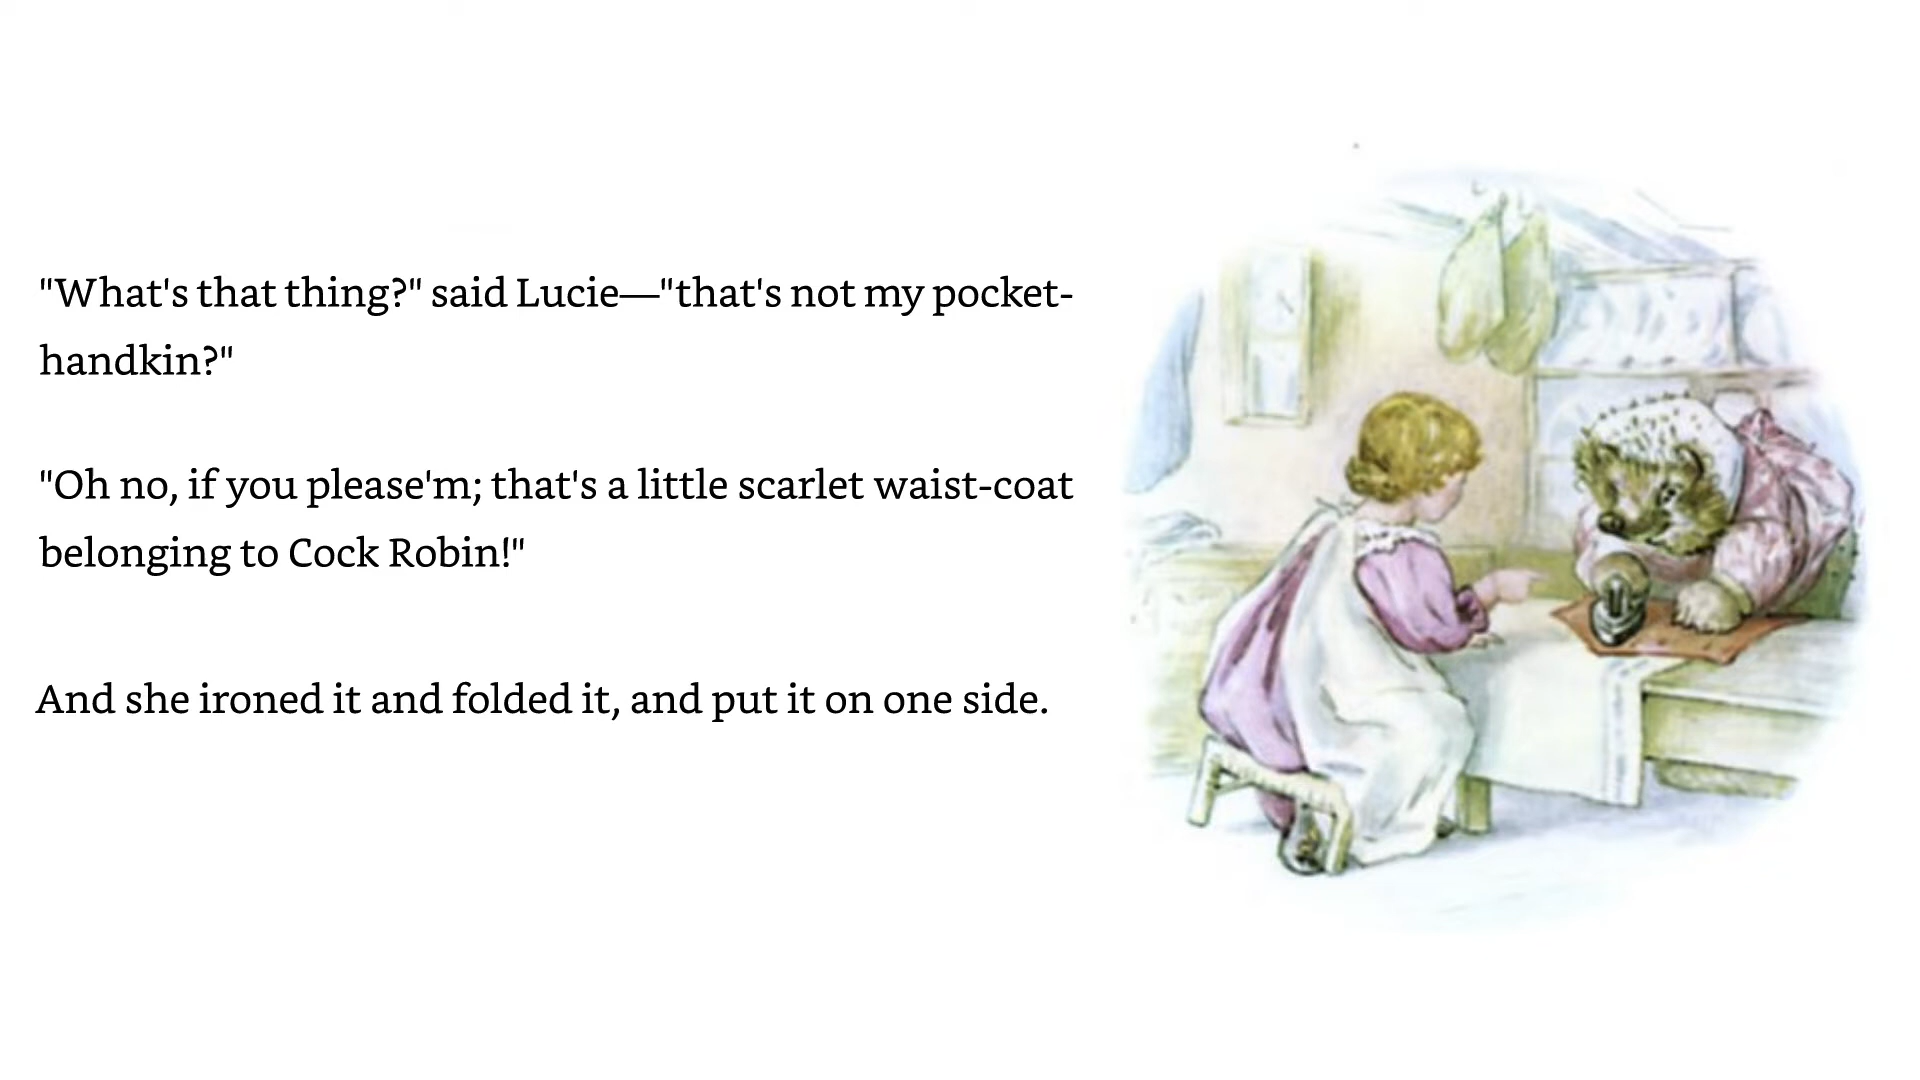 "What's that thing?" said Lucie—"that's not my pocket-
handkin?"
"Oh no, if you please'm; that's a little scarlet waist-coat
belonging to Cock Robin!"
And she ironed it and folded it, and put it on one side.